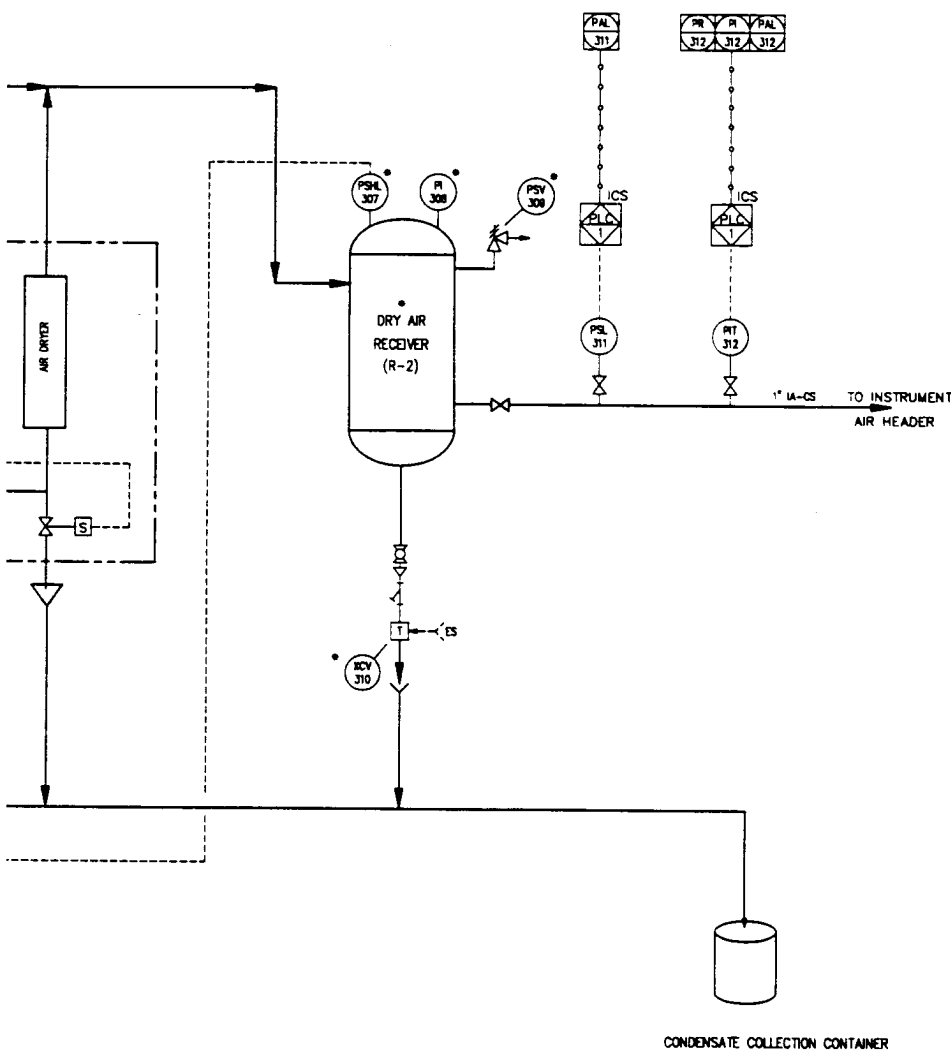 PAL
311
PR
312
PI
312
PAL
312
ICS
PLC
1
ICS
PLC
1
PSHL
307
*
PI
308
*
PSV
309
*
AIR DRYER
*
DRY AIR
RECEIVER
(R-2)
PSL
311
PIT
312
1" IA-CS
TO INSTRUMENT
AIR HEADER
S
T
ES
*
XCV
310
CONDENSATE COLLECTION CONTAINER